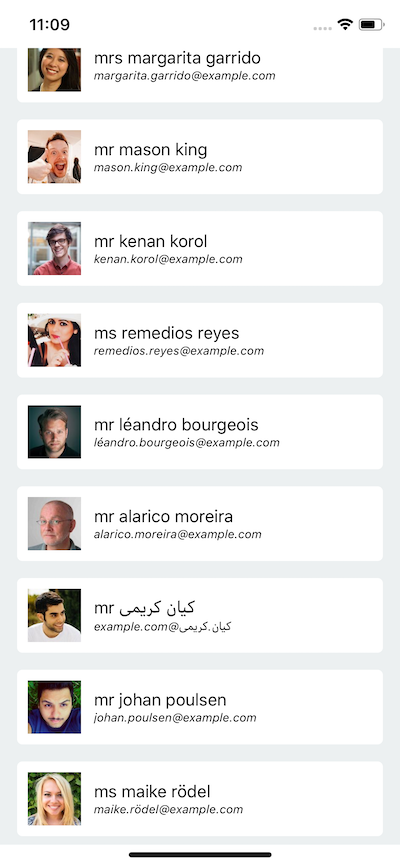 11:09
mrs margarita garrido
margarita.garrido@example.com
mr mason king
mason.king@example.com
mr kenan korol
kenan.korol@example.com
ms remedios reyes
remedios.reyes@example.com
mr léandro bourgeois
léandro.bourgeois@example.com
mr alarico moreira
alarico.moreira@example.com
mr کیان کریمی
کیان.کریمی@example.com
mr johan poulsen
johan.poulsen@example.com
ms maike rödel
maike.rödel@example.com